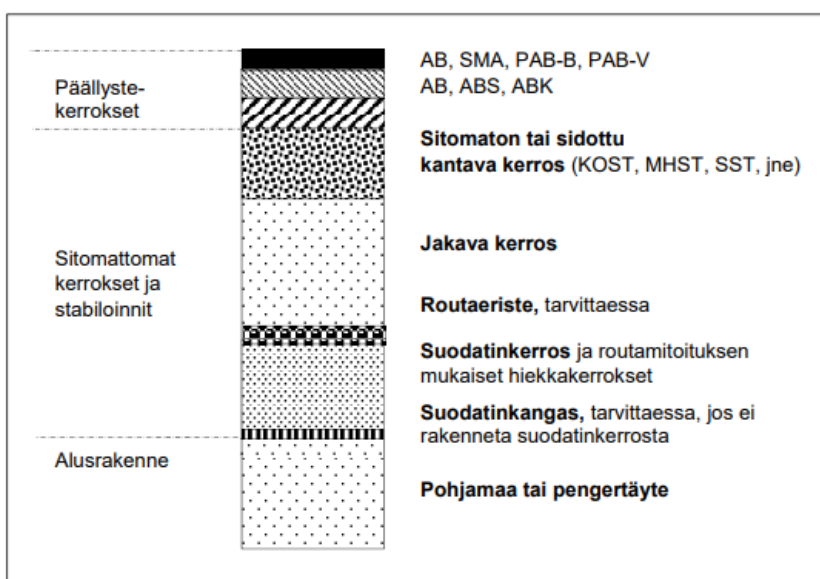 Päällyste-
kerrokset
AB, SMA, PAB-B, PAB-V
AB, ABS, ABK
Sitomaton tai sidottu
kantava kerros (KOST, MHST, SST, jne)
Sitomattomat
kerrokset ja
stabiloinnit
Jakava kerros
Routaeriste, tarvittaessa
Suodatinkerros ja routamitoituksen
mukaiset hiekkakerrokset
Suodatinkangas, tarvittaessa, jos ei
rakenneta suodatinkerrosta
Alusrakenne
Pohjamaa tai pengertäyte